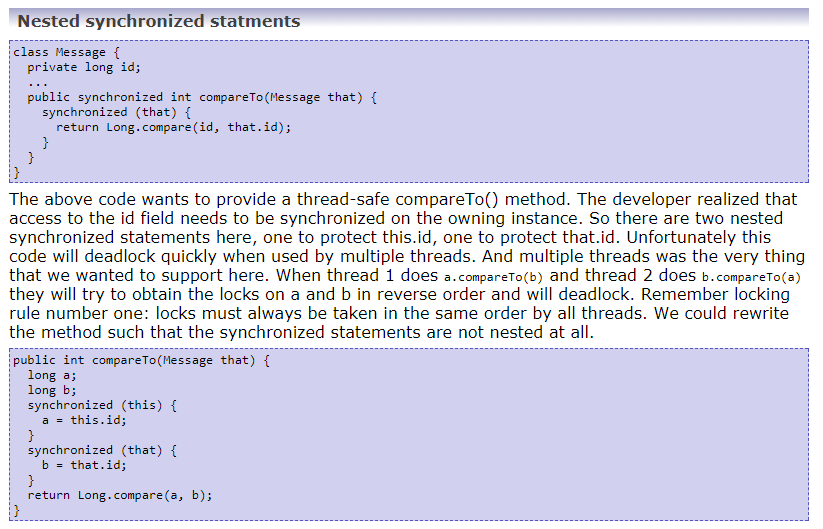 Nested synchronized statments
class Message {
  private long id;
  ...
  public synchronized int compareTo(Message that) {
    synchronized (that) {
      return Long.compare(id, that.id);
    }
  }
}
The above code wants to provide a thread-safe compareTo() method. The developer realized that
access to the id field needs to be synchronized on the owning instance. So there are two nested
synchronized statements here, one to protect this.id, one to protect that.id. Unfortunately this
code will deadlock quickly when used by multiple threads. And multiple threads was the very thing
that we wanted to support here. When thread 1 does a.compareTo(b) and thread 2 does b.compareTo(a)
they will try to obtain the locks on a and b in reverse order and will deadlock. Remember locking
rule number one: locks must always be taken in the same order by all threads. We could rewrite
the method such that the synchronized statements are not nested at all.
public int compareTo(Message that) {
  long a;
  long b;
  synchronized (this) {
    a = this.id;
  }
  synchronized (that) {
    b = that.id;
  }
  return Long.compare(a, b);
}